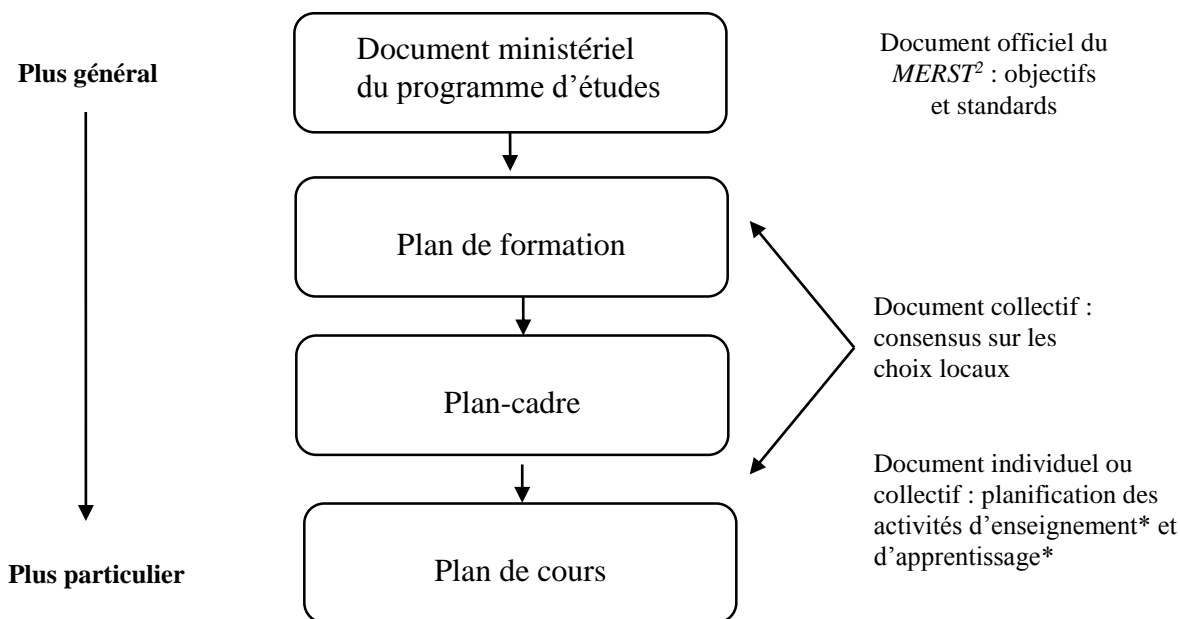 Document ministériel
du programme d'études
Plus général
Document officiel du
MERST² : objectifs
et standards
Plan de formation
Document collectif :
consensus sur les
choix locaux
Plan-cadre
Document individuel ou
collectif : planification des
activités d'enseignement* et
d'apprentissage*
Plan de cours
Plus particulier